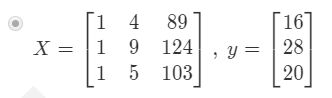 X = [1 4 89; 1 9 124; 1 5 103], y = [16; 28; 20]